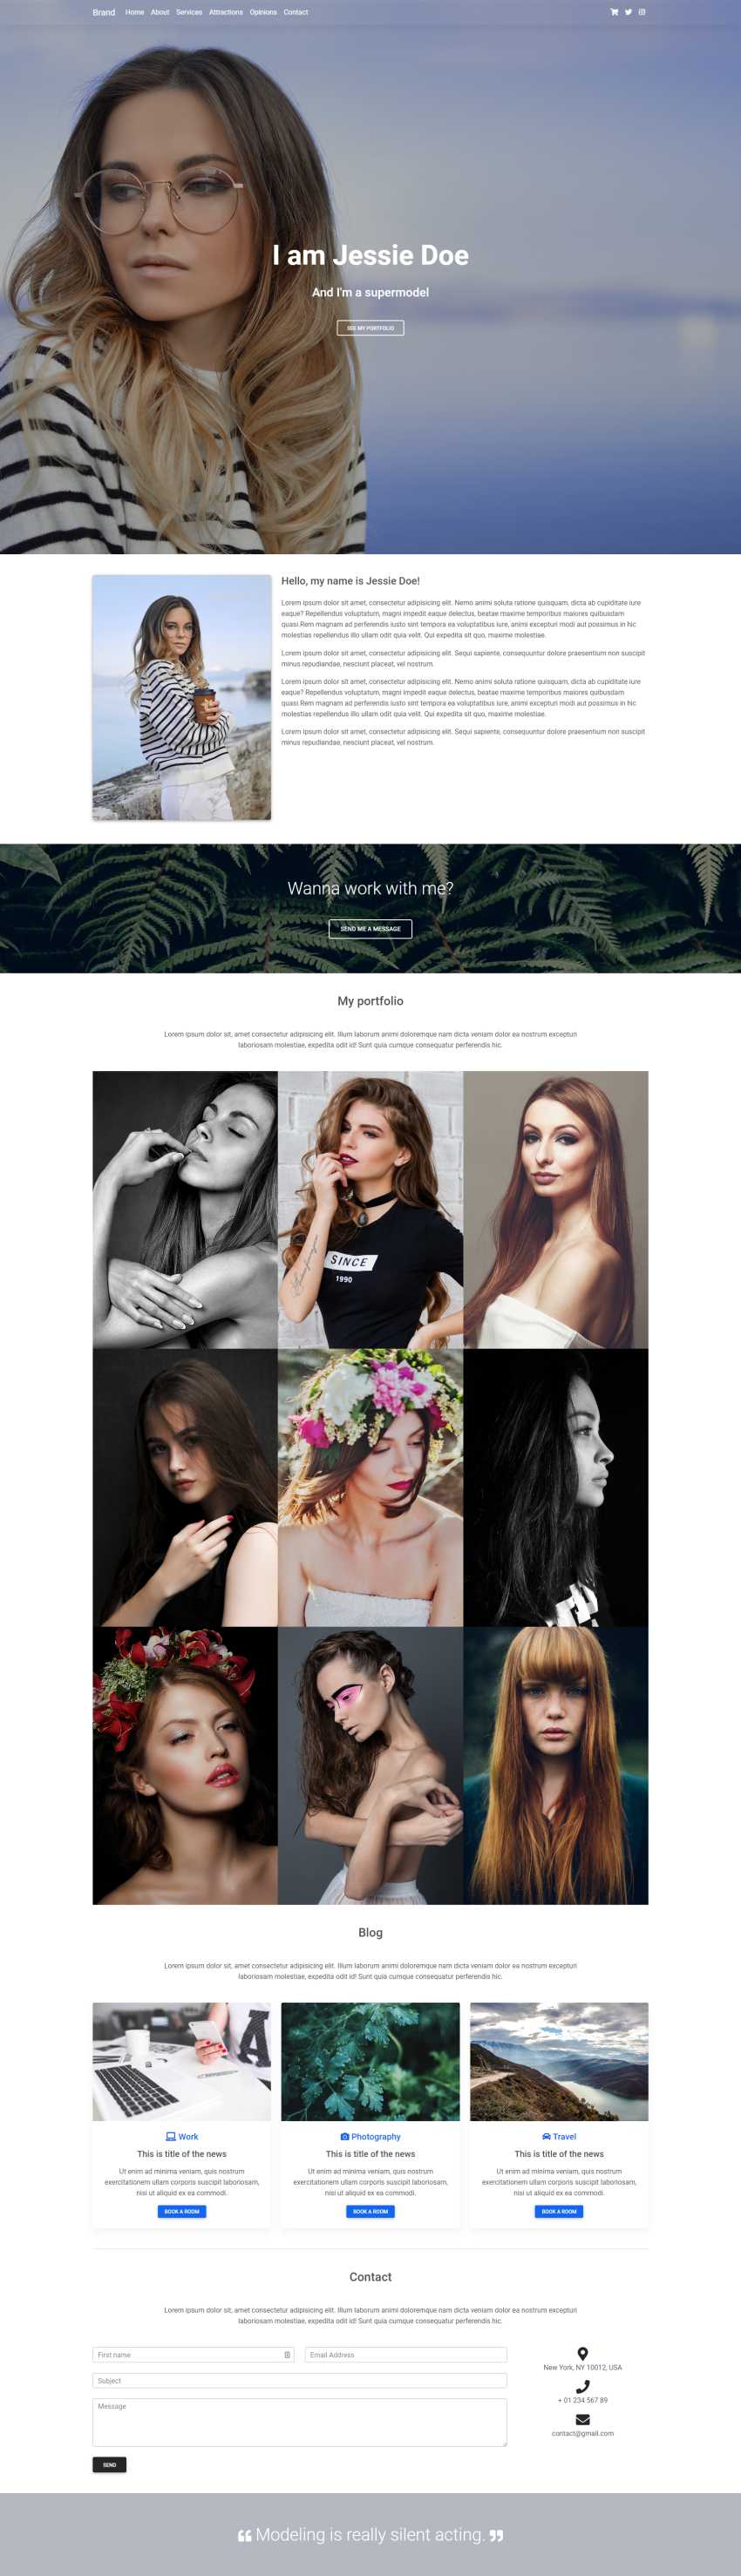 Brand Home About Services Attractions Opinions Contact
I am Jessie Doe
And I'm a supermodel
SEE MY PORTFOLIO
Hello, my name is Jessie Doe!
Lorem ipsum dolor sit amet, consectetur adipisicing elit. Nemo animi soluta ratione quisquam, dicta ab cupiditate iure
eaque? Repellendus voluptatum, magni impedit eaque delectus, beatae maxime temporibus maiores quibusdam
quasi.Rem magnam ad perferendis iusto sint tempora ea voluptatibus iure, animi excepturi modi aut possimus in hic
molestias repellendus illo ullam odit quia velit. Qui expedita sit quo, maxime molestiae.
Lorem ipsum dolor sit amet, consectetur adipisicing elit. Sequi sapiente, consequuntur dolore praesentium non suscipit
minus repudiandae, nesciunt placeat, vel nostrum.
Lorem ipsum dolor sit amet, consectetur adipisicing elit. Nemo animi soluta ratione quisquam, dicta ab cupiditate iure
eaque? Repellendus voluptatum, magni impedit eaque delectus, beatae maxime temporibus maiores quibusdam
quasi.Rem magnam ad perferendis iusto sint tempora ea voluptatibus iure, animi excepturi modi aut possimus in hic
molestias repellendus illo ullam odit quia velit. Qui expedita sit quo, maxime molestiae.
Lorem ipsum dolor sit amet, consectetur adipisicing elit. Sequi sapiente, consequuntur dolore praesentium non suscipit
minus repudiandae, nesciunt placeat, vel nostrum.
Wanna work with me?
SEND ME A MESSAGE
My portfolio
Lorem ipsum dolor sit, amet consectetur adipisicing elit. Illum laborum animi doloremque nam dicta veniam dolor ea nostrum excepturi
laboriosam molestiae, expedita odit id! Sunt quia cumque consequatur perferendis hic.
SINCE
1990
Blog
Lorem ipsum dolor sit, amet consectetur adipisicing elit. Illum laborum animi doloremque nam dicta veniam dolor ea nostrum excepturi
laboriosam molestiae, expedita odit id! Sunt quia cumque consequatur perferendis hic.
A
Work
This is title of the news
Ut enim ad minima veniam, quis nostrum
exercitationem ullam corporis suscipit laboriosam,
nisi ut aliquid ex ea commodi.
BOOK A ROOM
Photography
This is title of the news
Ut enim ad minima veniam, quis nostrum
exercitationem ullam corporis suscipit laboriosam,
nisi ut aliquid ex ea commodi.
BOOK A ROOM
Travel
This is title of the news
Ut enim ad minima veniam, quis nostrum
exercitationem ullam corporis suscipit laboriosam,
nisi ut aliquid ex ea commodi.
BOOK A ROOM
Contact
Lorem ipsum dolor sit, amet consectetur adipisicing elit. Illum laborum animi doloremque nam dicta veniam dolor ea nostrum excepturi
laboriosam molestiae, expedita odit id! Sunt quia cumque consequatur perferendis hic.
First name
Email Address
Subject
Message
SEND
New York, NY 10012, USA
+ 01 234 567 89
contact@gmail.com
“ Modeling is really silent acting. ”